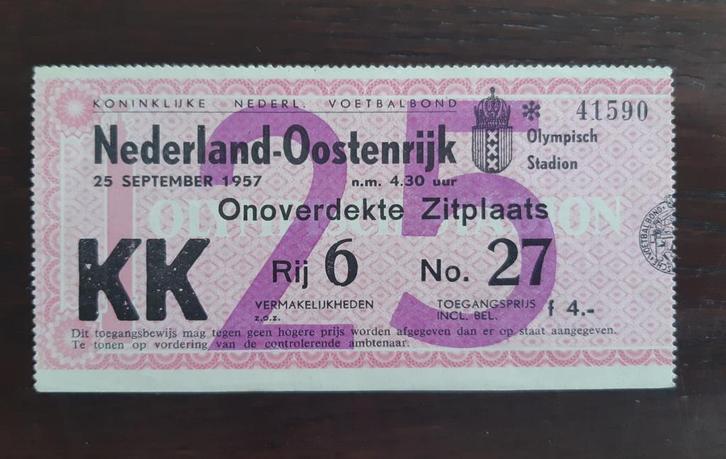 KONINKLIJKE NEDERL. VOETBALBOND
* 41590
Nederland-Oostenrijk
Olympisch
Stadion
25 SEPTEMBER 1957 n.m. 4.30 uur
25
Onoverdekte Zitplaats
KK Rij 6 No. 27
VERMAKELIJKHEDEN
z.o.z.
TOEGANGSPRIJS
INCL. BEL.
f 4.-
Dit toegangsbewijs mag tegen geen hogere prijs worden afgegeven dan er op staat aangegeven.
Te tonen op vordering van de controlerende ambtenaar.